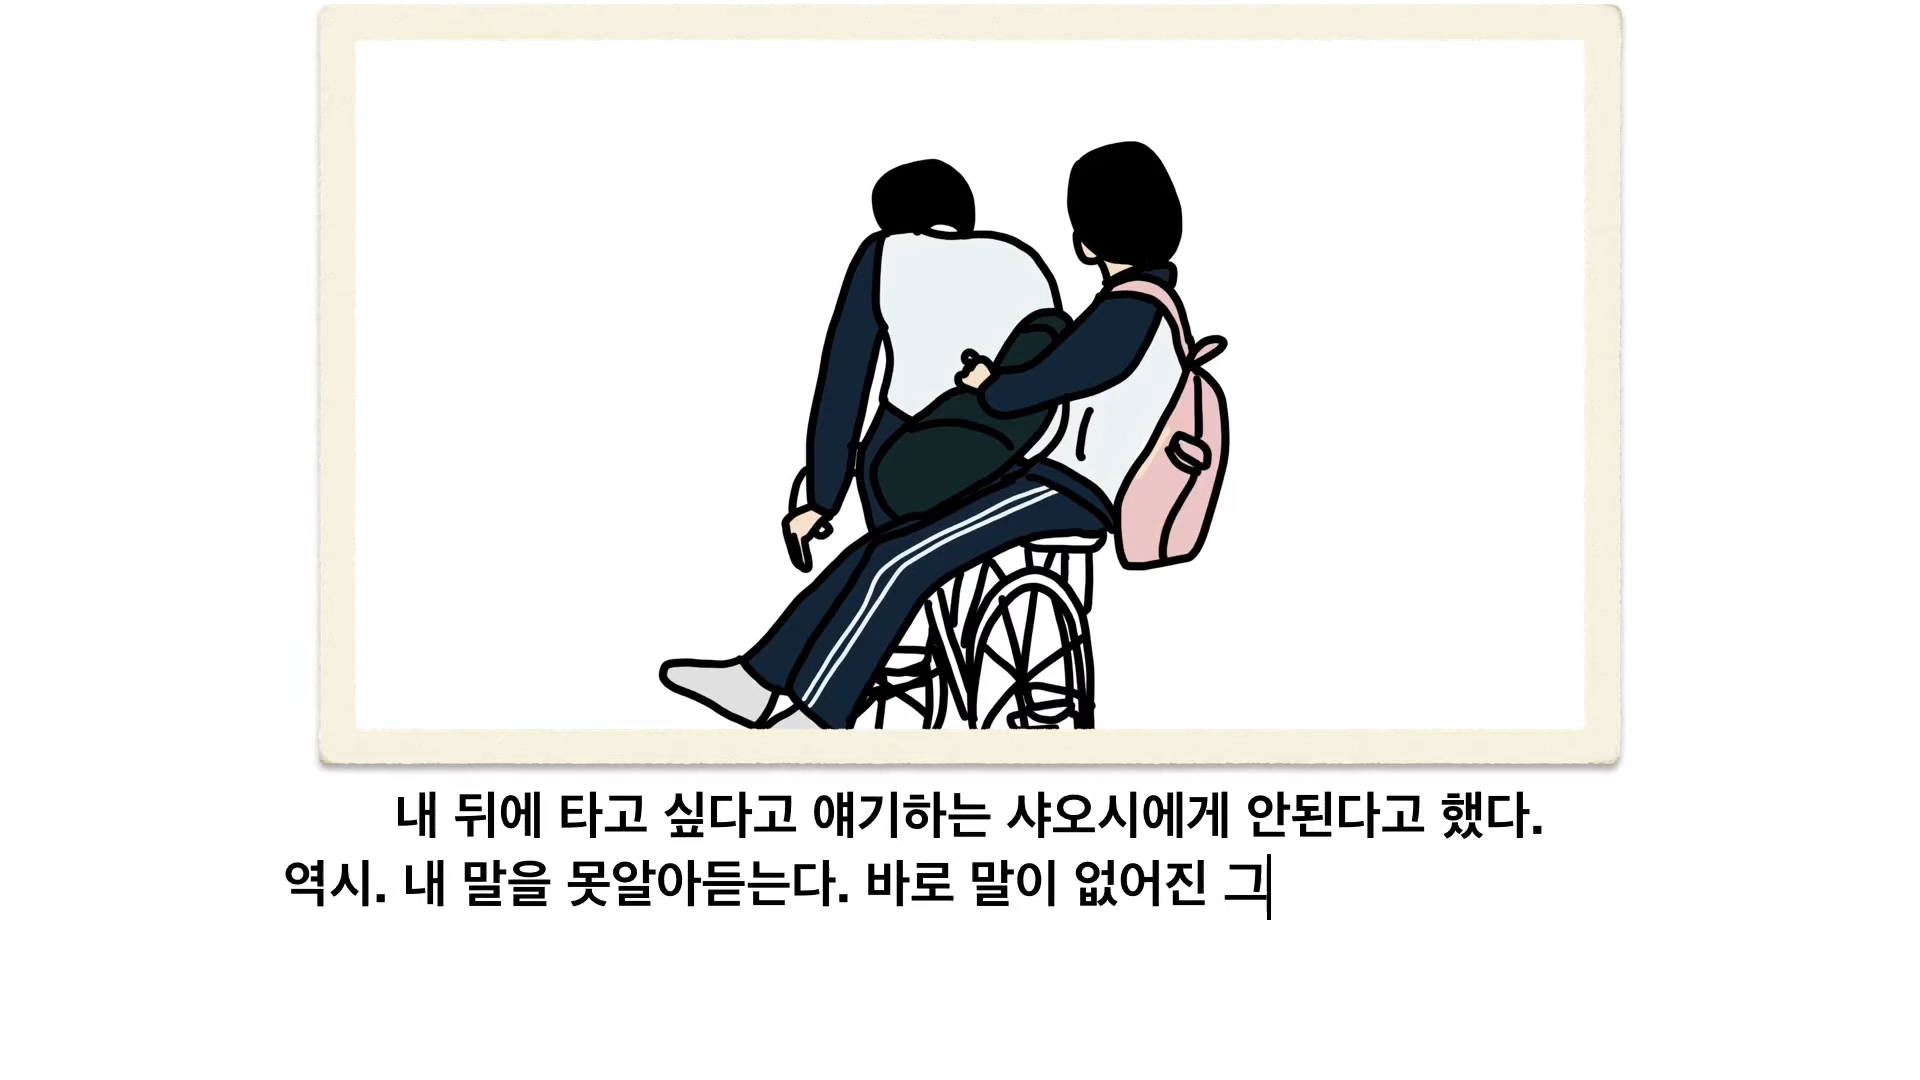 내 뒤에 타고 싶다고 얘기하는 샤오시에게 안된다고 했다.
역시. 내 말을 못알아듣는다. 바로 말이 없어진 그